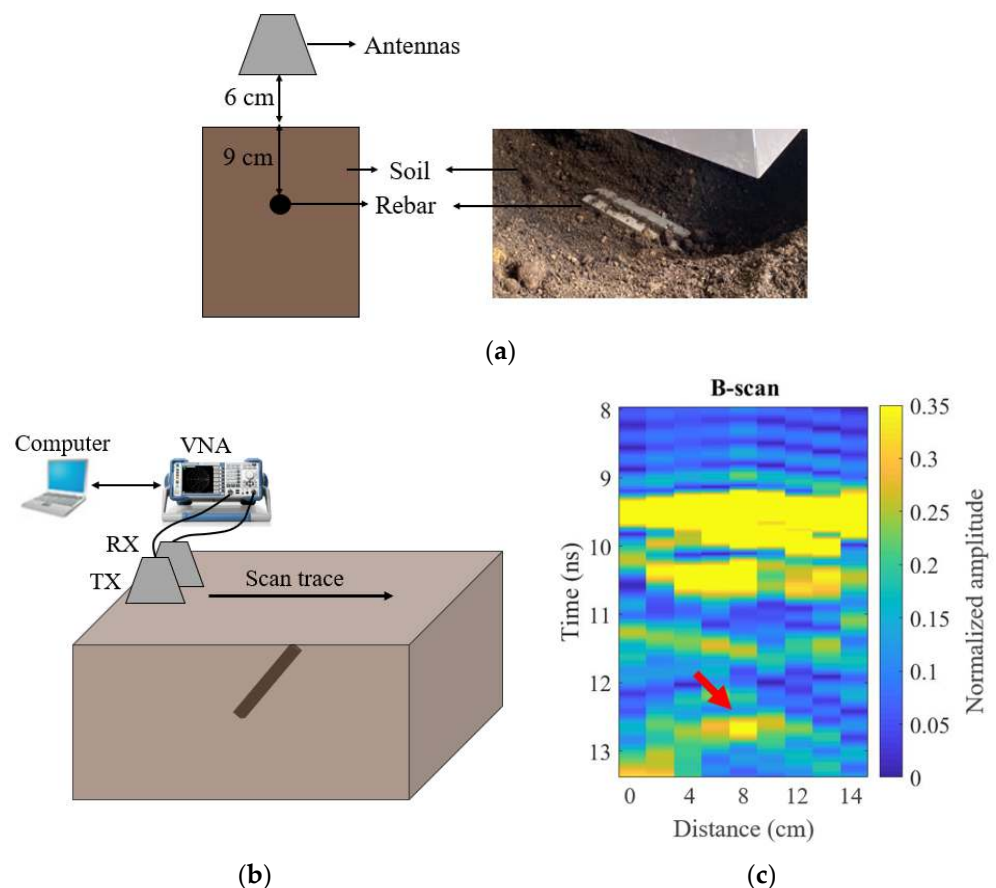 Antennas
6 cm
9 cm
Soil
Rebar
(a)
Computer
VNA
RX
TX
Scan trace
(b)
B-scan
8
9
10
11
12
13
Time (ns)
0 4 8 12 14
Distance (cm)
0.35
0.3
0.25
0.2
0.15
0.1
0.05
0
Normalized amplitude
(c)